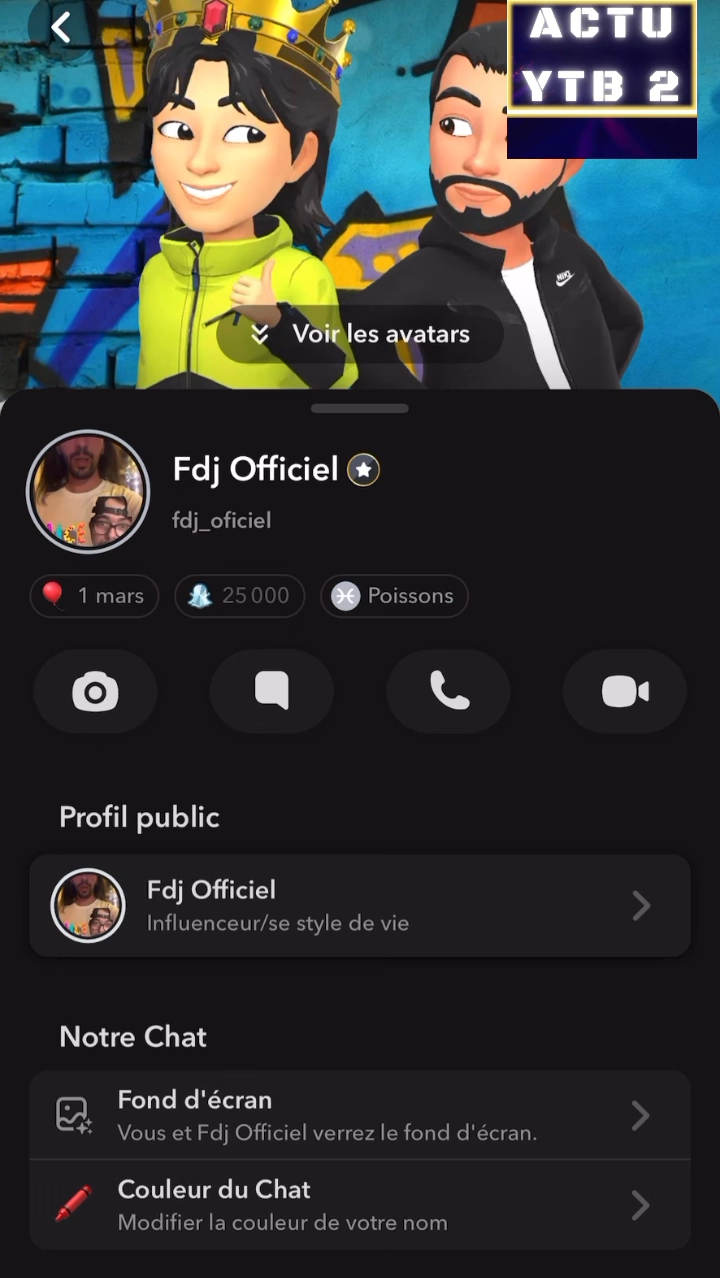 ACTU
YTB 2
Voir les avatars
Fdj Officiel
fdj_oficiel
1 mars
25 000
Poissons
Profil public
Fdj Officiel
Influenceur/se style de vie
Notre Chat
Fond d'écran
Vous et Fdj Officiel verrez le fond d'écran.
Couleur du Chat
Modifier la couleur de votre nom